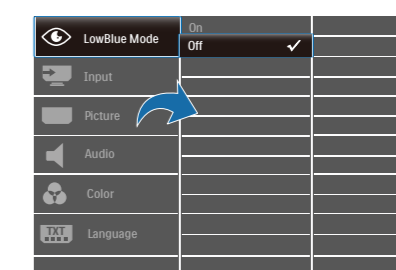 LowBlue Mode
On
Off
Input
Picture
Audio
Color
TXT
Language